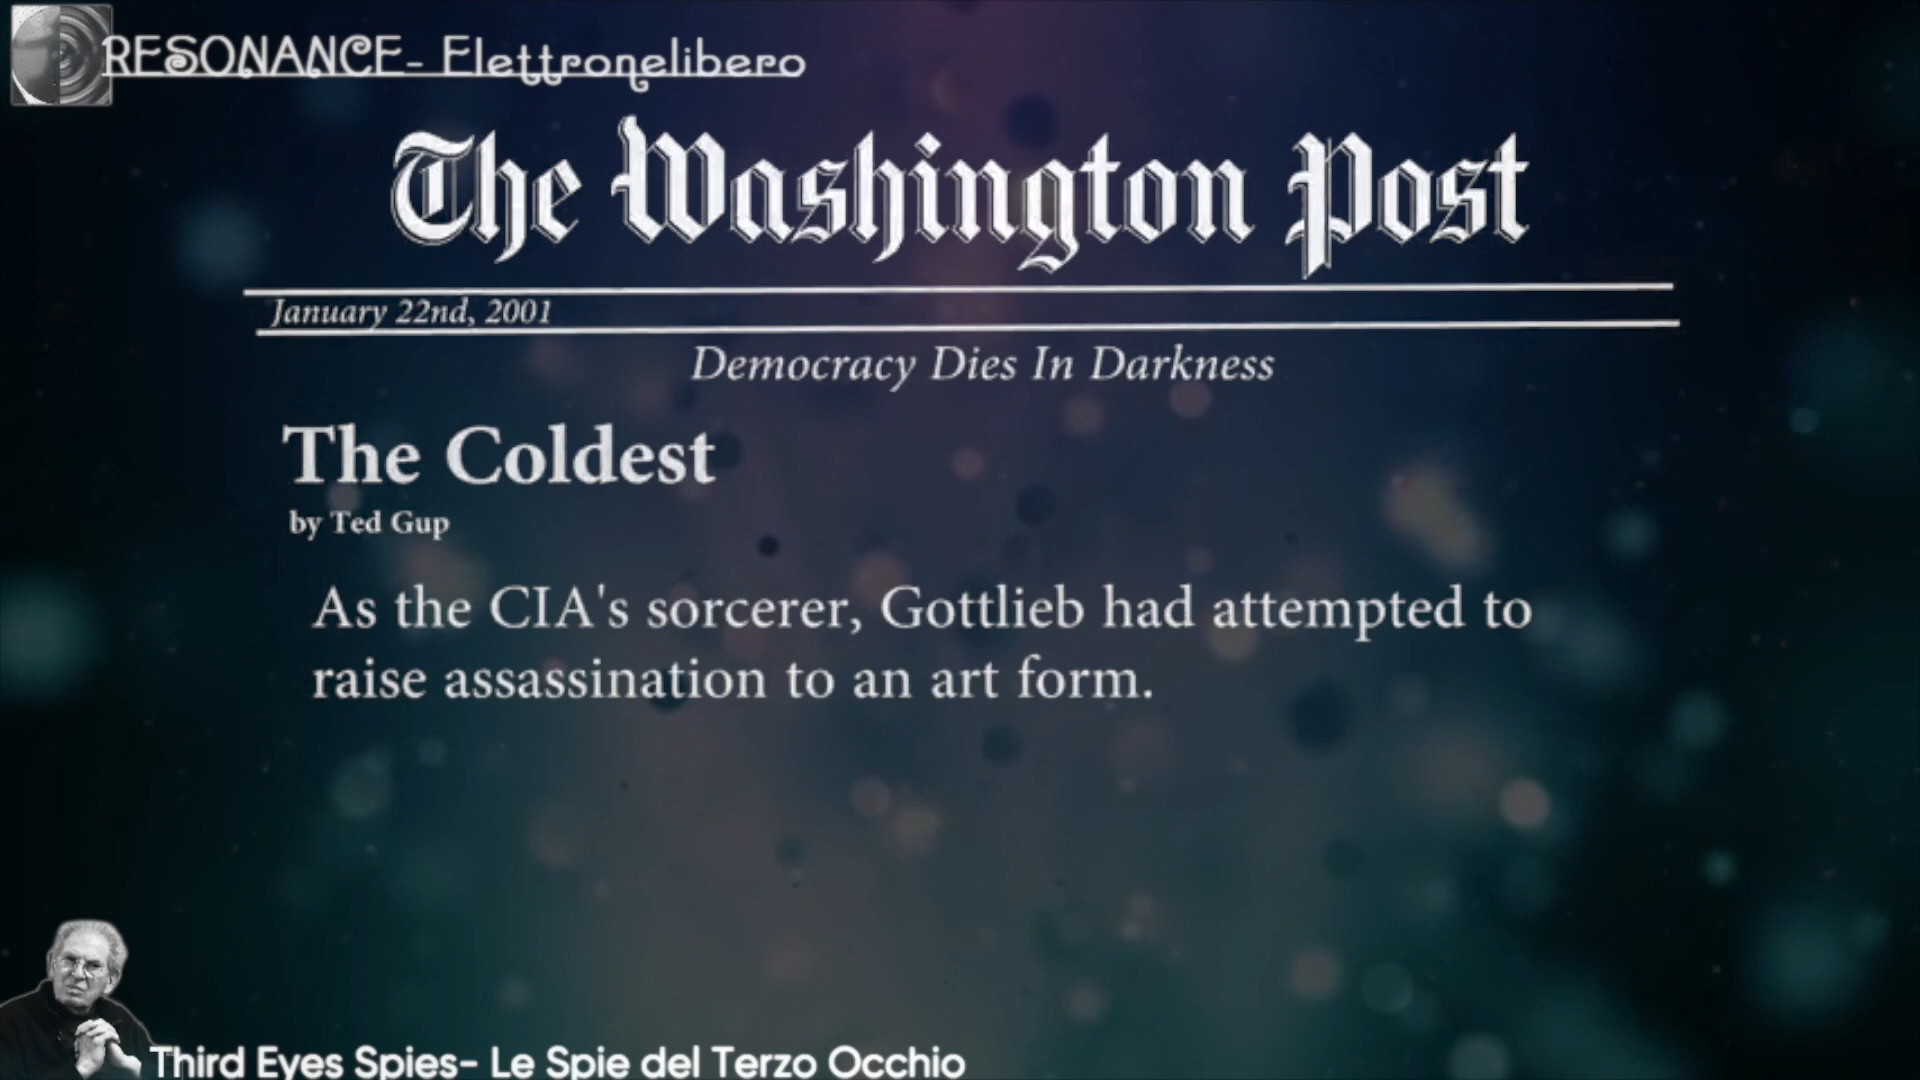 RESONANCE- Elettronelibero
The Washington Post
January 22nd, 2001
Democracy Dies In Darkness
The Coldest
by Ted Gup
As the CIA's sorcerer, Gottlieb had attempted to
raise assassination to an art form.
Third Eyes Spies- Le Spie del Terzo Occhio